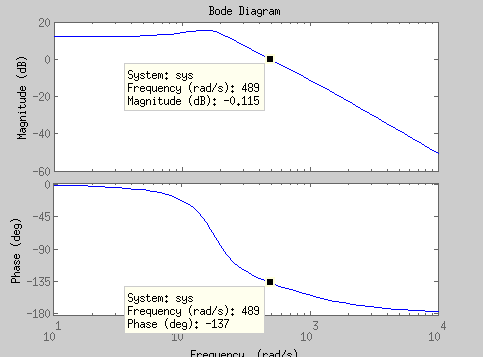 Bode Diagram
20
0
-20
-40
-60
Magnitude (dB)
System: sys
Frequency (rad/s): 489
Magnitude (dB): -0.115
0
-45
-90
-135
-180
Phase (deg)
System: sys
Frequency (rad/s): 489
Phase (deg): -137
10 1
10 3
10 4
Frequency (rad/s)